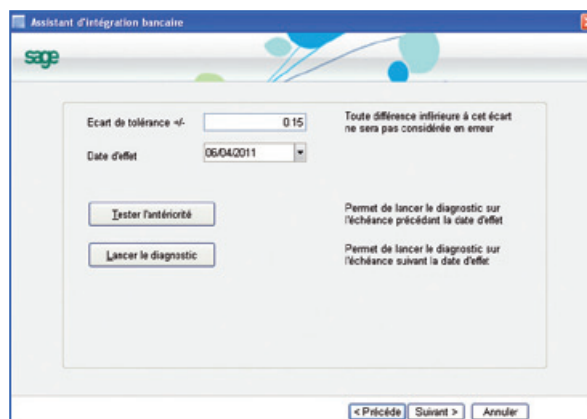 Assistant d'intégration bancaire
sage
Ecart de tolérance +/-
0.15
Toute différence inférieure à cet écart
ne sera pas considérée en erreur
Date d'effet
06/04/2011
Tester l'antériorité
Permet de lancer le diagnostic sur
l'échéance précédant la date d'effet
Lancer le diagnostic
Permet de lancer le diagnostic sur
l'échéance suivant la date d'effet
< Précéde
Suivant >
Annuler